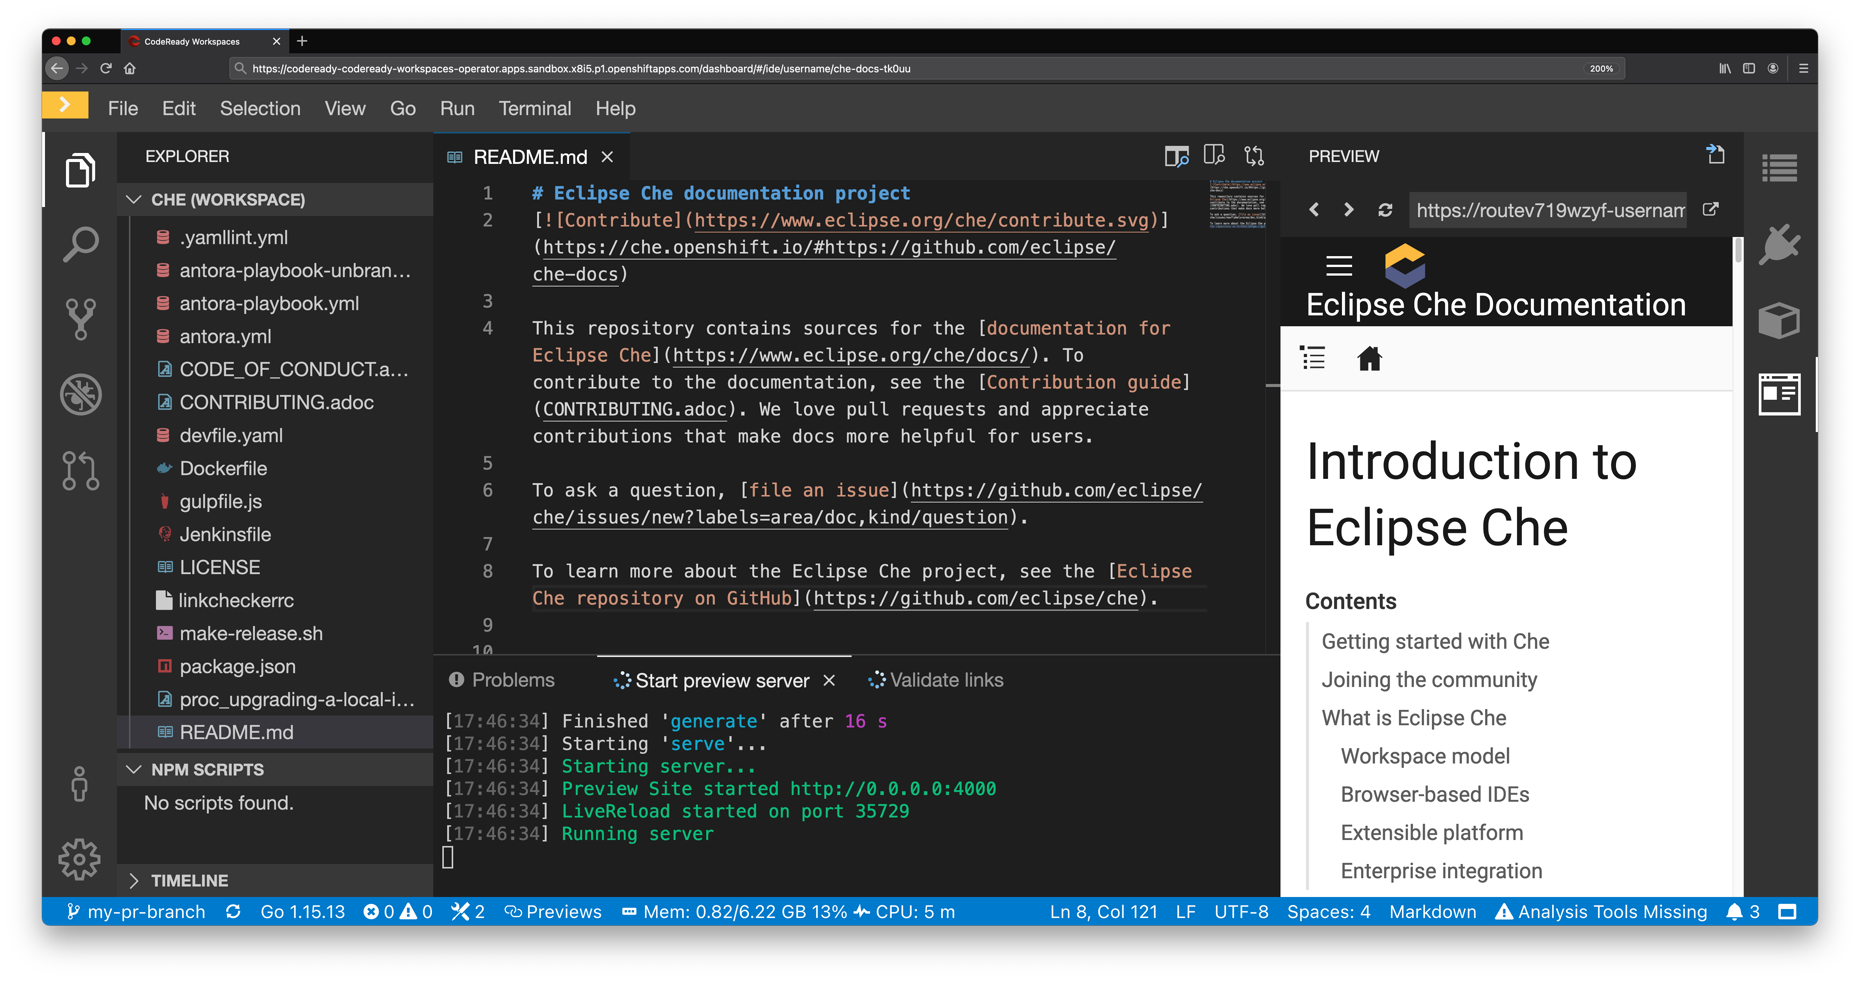 CodeReady Workspaces
https://codeready-codeready-workspaces-operator.apps.sandbox.x8i5.p1.openshiftapps.com/dashboard/#/ide/username/che-docs-tk0uu
200%
File Edit Selection View Go Run Terminal Help
EXPLORER
CHE (WORKSPACE)
.yamllint.yml
antora-playbook-unbran...
antora-playbook.yml
antora.yml
CODE_OF_CONDUCT.a...
CONTRIBUTING.adoc
devfile.yaml
Dockerfile
gulpfile.js
Jenkinsfile
LICENSE
linkcheckerrc
make-release.sh
package.json
proc_upgrading-a-local-i...
README.md
NPM SCRIPTS
No scripts found.
TIMELINE
README.md
1 # Eclipse Che documentation project
2 [![Contribute](https://www.eclipse.org/che/contribute.svg)]
(https://che.openshift.io/#https://github.com/eclipse/
che-docs)
3
4 This repository contains sources for the [documentation for
Eclipse Che](https://www.eclipse.org/che/docs/). To
contribute to the documentation, see the [Contribution guide]
(CONTRIBUTING.adoc). We love pull requests and appreciate
contributions that make docs more helpful for users.
5
6 To ask a question, [file an issue](https://github.com/eclipse/
che/issues/new?labels=area/doc,kind/question).
7
8 To learn more about the Eclipse Che project, see the [Eclipse
Che repository on GitHub](https://github.com/eclipse/che).
9
10
Problems Start preview server Validate links
[17:46:34] Finished 'generate' after 16 s
[17:46:34] Starting 'serve'...
[17:46:34] Starting server...
[17:46:34] Preview Site started http://0.0.0.0:4000
[17:46:34] LiveReload started on port 35729
[17:46:34] Running server
PREVIEW
https://routev719wzyf-usernam
Eclipse Che Documentation
Introduction to
Eclipse Che
Contents
Getting started with Che
Joining the community
What is Eclipse Che
Workspace model
Browser-based IDEs
Extensible platform
Enterprise integration
my-pr-branch Go 1.15.13 0 0 2 Previews Mem: 0.82/6.22 GB 13% CPU: 5 m Ln 8, Col 121 LF UTF-8 Spaces: 4 Markdown Analysis Tools Missing 3